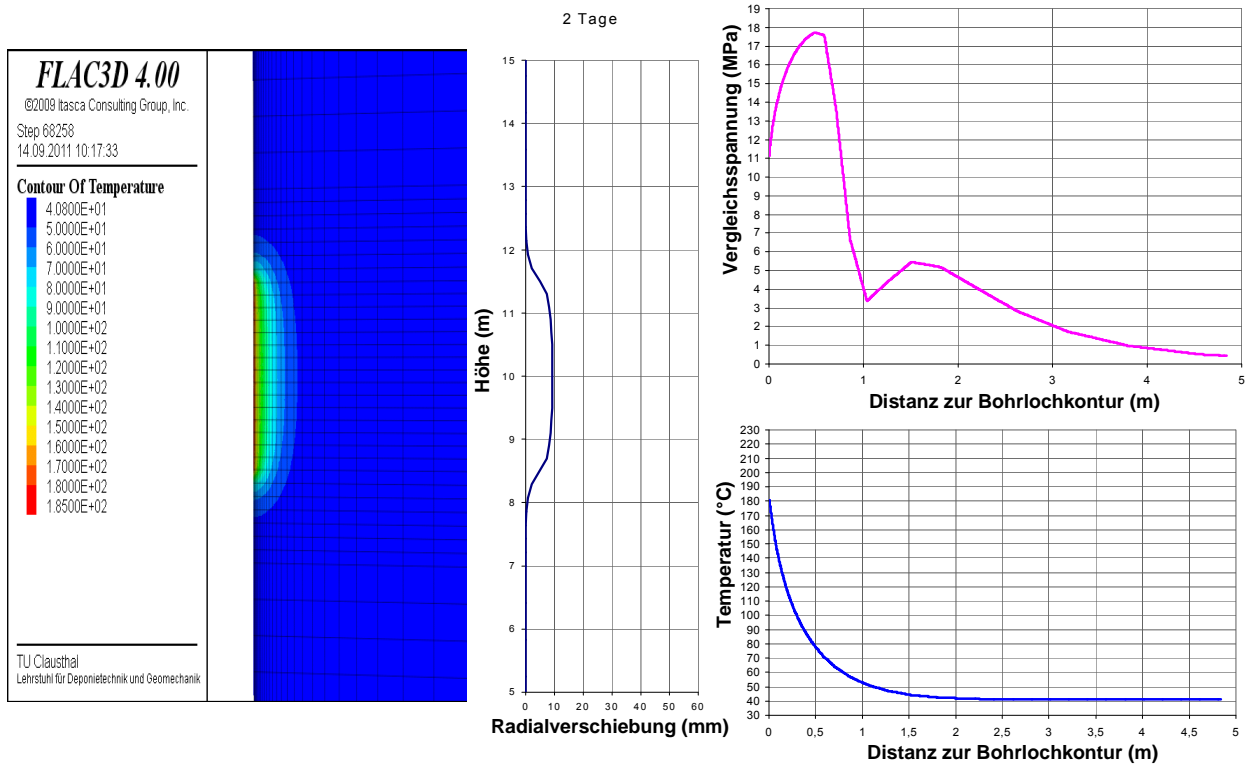 FLAC3D 4.00
©2009 Itasca Consulting Group, Inc.
Step 68258
14.09.2011 10:17:33
Contour Of Temperature
4.0800E+01
5.0000E+01
6.0000E+01
7.0000E+01
8.0000E+01
9.0000E+01
1.0000E+02
1.1000E+02
1.2000E+02
1.3000E+02
1.4000E+02
1.5000E+02
1.6000E+02
1.7000E+02
1.8000E+02
1.8500E+02
TU Clausthal
Lehrstuhl für Deponietechnik und Geomechanik
2 Tage
Höhe (m)
15
14
13
12
11
10
9
8
7
6
5
0 10 20 30 40 50 60
Radialverschiebung (mm)
Vergleichsspannung (MPa)
19
18
17
16
15
14
13
12
11
10
9
8
7
6
5
4
3
2
1
0
0 1 2 3 4 5
Distanz zur Bohrlochkontur (m)
Temperatur (°C)
230
220
210
200
190
180
170
160
150
140
130
120
110
100
90
80
70
60
50
40
30
0 0,5 1 1,5 2 2,5 3 3,5 4 4,5 5
Distanz zur Bohrlochkontur (m)